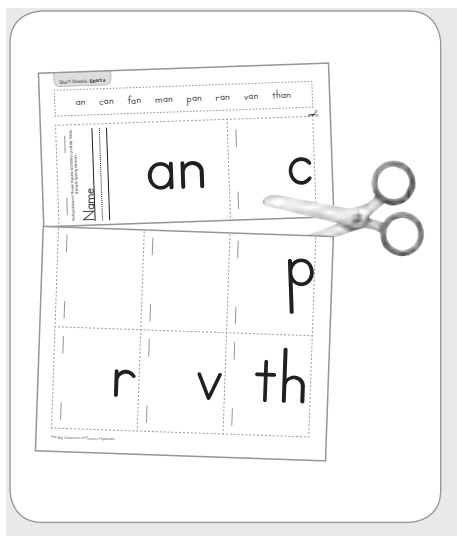 Short Vowels: Short a
an can fan man pan ran van than
Name
an
c
p
r
v
th
The Big Collection of Phonics Flipbooks